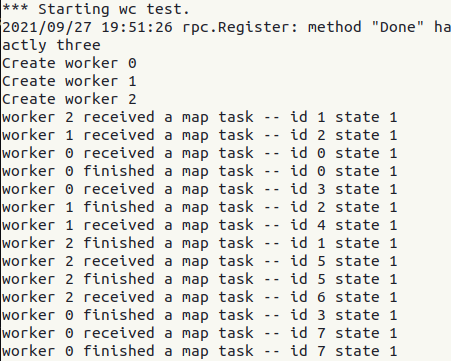 *** Starting wc test.
2021/09/27 19:51:26 rpc.Register: method "Done" ha
actly three
Create worker 0
Create worker 1
Create worker 2
worker 2 received a map task -- id 1 state 1
worker 1 received a map task -- id 2 state 1
worker 0 received a map task -- id 0 state 1
worker 0 finished a map task -- id 0 state 1
worker 0 received a map task -- id 3 state 1
worker 1 finished a map task -- id 2 state 1
worker 1 received a map task -- id 4 state 1
worker 2 finished a map task -- id 1 state 1
worker 2 received a map task -- id 5 state 1
worker 2 finished a map task -- id 5 state 1
worker 2 received a map task -- id 6 state 1
worker 0 finished a map task -- id 3 state 1
worker 0 received a map task -- id 7 state 1
worker 0 finished a map task -- id 7 state 1